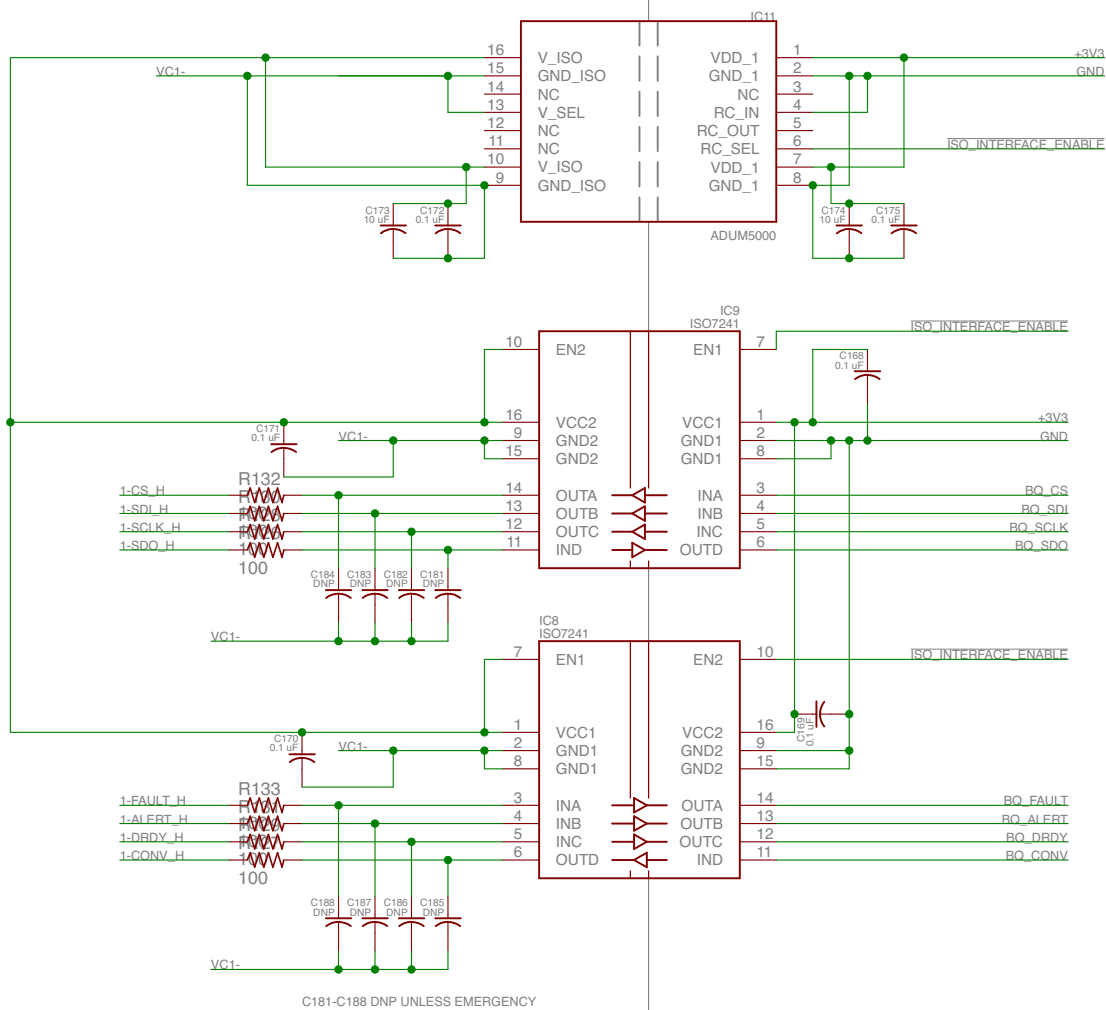 IC11
16 V_ISO VDD_1 1 +3V3
VC1- 15 GND_ISO GND_1 2 GND
14 NC NC 3
13 V_SEL RC_IN 4
12 NC RC_OUT 5
11 NC RC_SEL 6 ISO_INTERFACE_ENABLE
10 V_ISO VDD_1 7
9 GND_ISO GND_1 8
C173 C172 C174 C175
10 uF 0.1 uF 10 uF 0.1 uF
ADUM5000
IC9
ISO7241
ISO_INTERFACE_ENABLE
10 EN2 EN1 7
C168
0.1 uF
16 VCC2 VCC1 1 +3V3
C171
0.1 uF
VC1- 9 GND2 GND1 2 GND
15 GND2 GND1 8
R132
1-CS_H 14 OUTA INA 3 BQ_CS
1-SDI_H 13 OUTB INB 4 BQ_SDI
1-SCLK_H 12 OUTC INC 5 BQ_SCLK
1-SDO_H 11 IND OUTD 6 BQ_SDO
100
C184 C183 C182 C181
DNP DNP DNP DNP
VC1-
IC8
ISO7241
7 EN1 EN2 10 ISO_INTERFACE_ENABLE
C169
0.1 uF
1 VCC1 VCC2 16
C170
0.1 uF
VC1- 2 GND1 GND2 9
8 GND1 GND2 15
R133
1-FAULT_H 3 INA OUTA 14 BQ_FAULT
1-ALERT_H 4 INB OUTB 13 BQ_ALERT
1-DRDY_H 5 INC OUTC 12 BQ_DRDY
1-CONV_H 6 OUTD IND 11 BQ_CONV
100
C188 C187 C186 C185
DNP DNP DNP DNP
VC1-
C181-C188 DNP UNLESS EMERGENCY